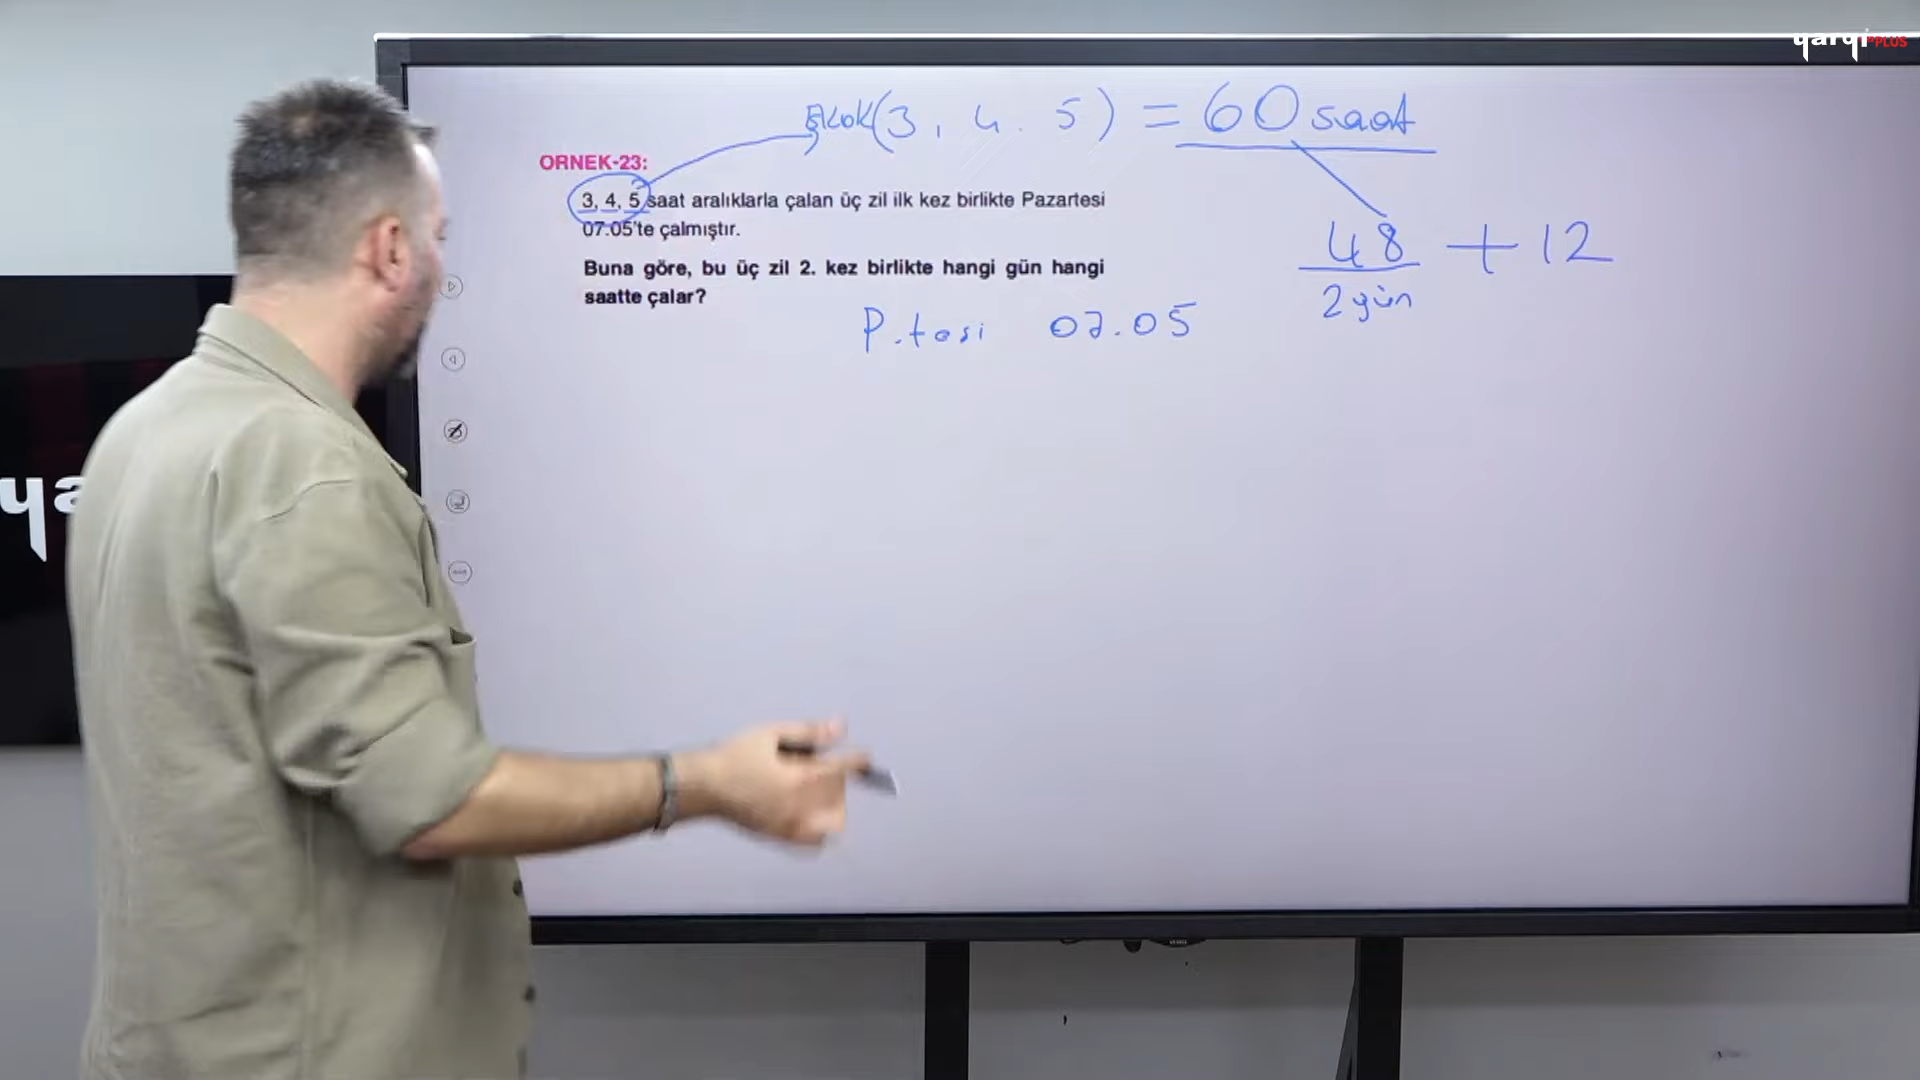 yargı PLUS
EKOK(3, 4. 5) = 60 saat
ORNEK-23:
3, 4, 5 saat aralıklarla çalan üç zil ilk kez birlikte Pazartesi
07.05'te çalmıştır.
48 + 12
2 gün
Buna göre, bu üç zil 2. kez birlikte hangi gün hangi
saatte çalar?
P.tesi 07.05
ya